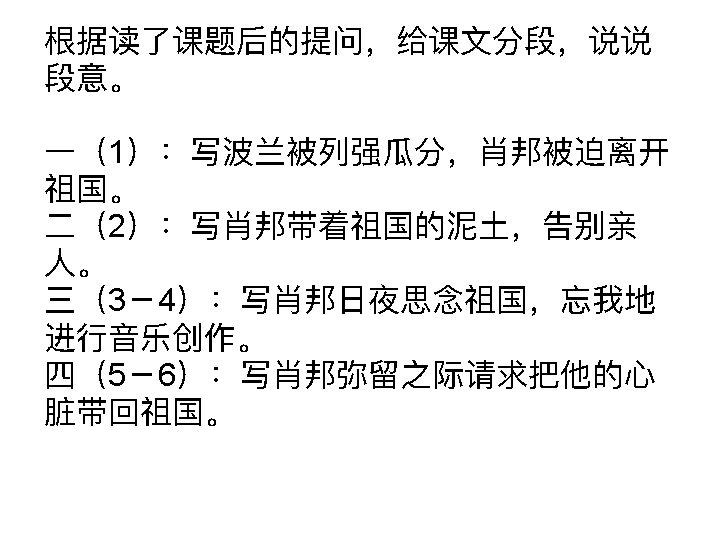 根据读了课题后的提问，给课文分段，说说
段意。
一（1）：写波兰被列强瓜分，肖邦被迫离开
祖国。
二（2）：写肖邦带着祖国的泥土，告别亲
人。
三（3－4）：写肖邦日夜思念祖国，忘我地
进行音乐创作。
四（5－6）：写肖邦弥留之际请求把他的心
脏带回祖国。